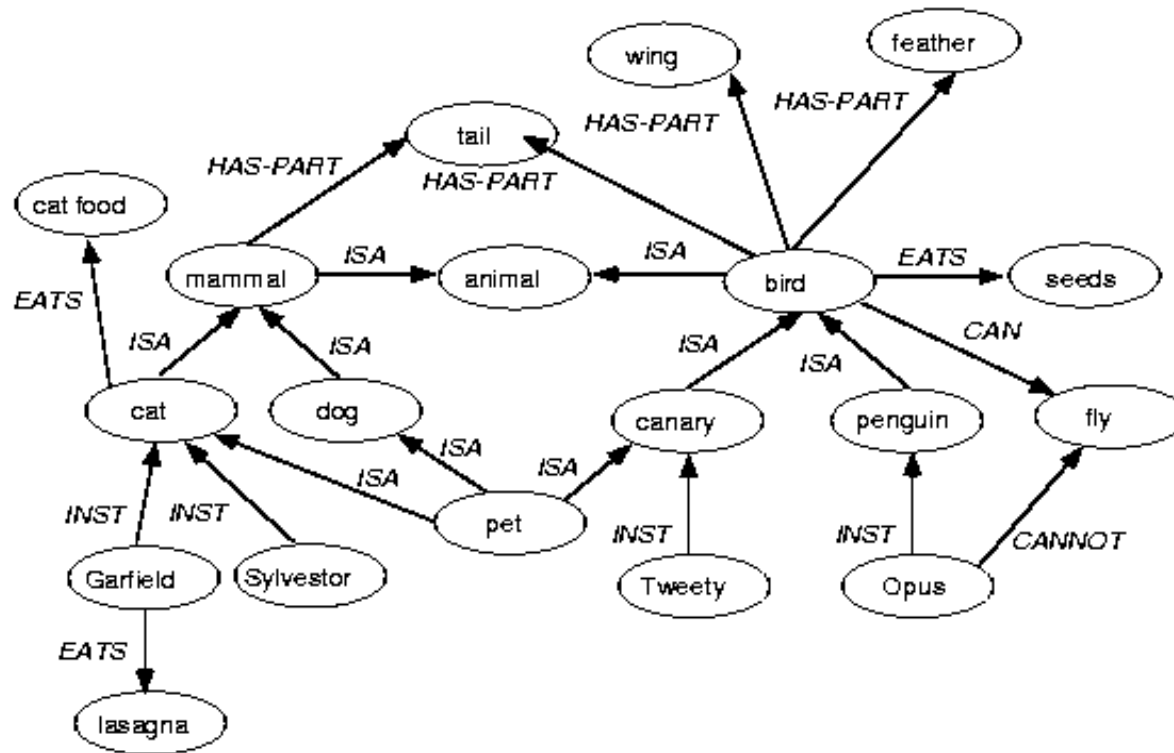 feather
wing
HAS-PART
HAS-PART
tail
HAS-PART
HAS-PART
cat food
ISA
ISA
mammal
animal
bird
EATS
seeds
EATS
CAN
ISA
ISA
ISA
ISA
cat
dog
canary
penguin
fly
ISA
ISA
ISA
INST
INST
pet
INST
INST
CANNOT
Garfield
Sylvestor
Tweety
Opus
EATS
lasagna